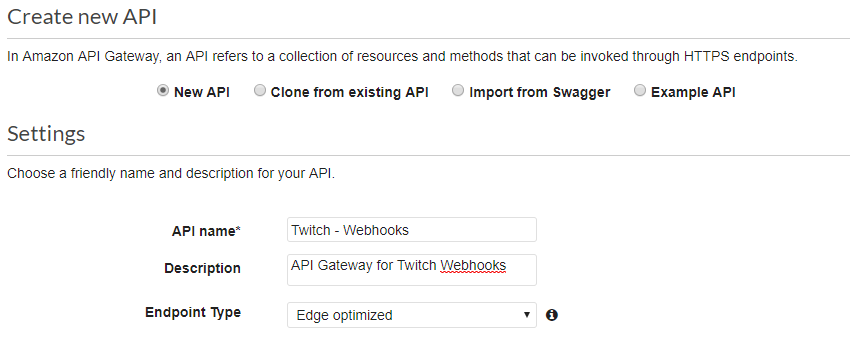 Create new API
In Amazon API Gateway, an API refers to a collection of resources and methods that can be invoked through HTTPS endpoints.
New API Clone from existing API Import from Swagger Example API
Settings
Choose a friendly name and description for your API.
API name* Twitch - Webhooks
Description API Gateway for Twitch Webhooks
Endpoint Type Edge optimized